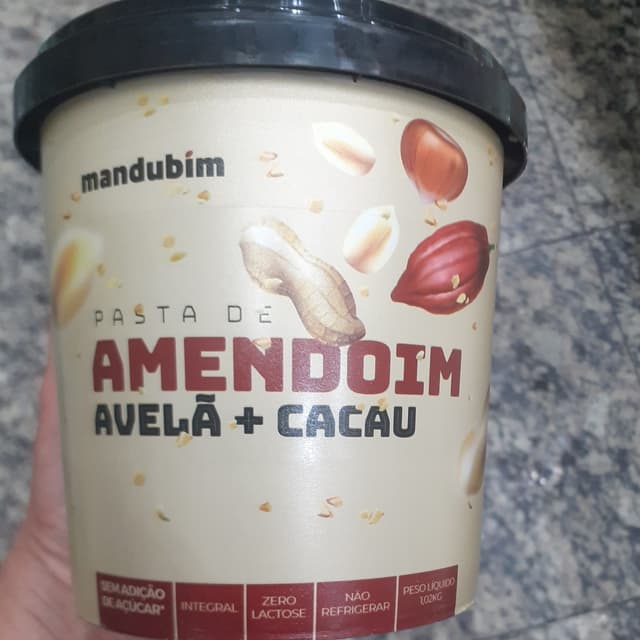 mandubim
PASTA DE
AMENDOIM
AVELÃ + CACAU
SEM ADIÇÃO
DE AÇÚCAR*
INTEGRAL
ZERO
LACTOSE
NÃO
REFRIGERAR
PESO LÍQUIDO
1,02KG